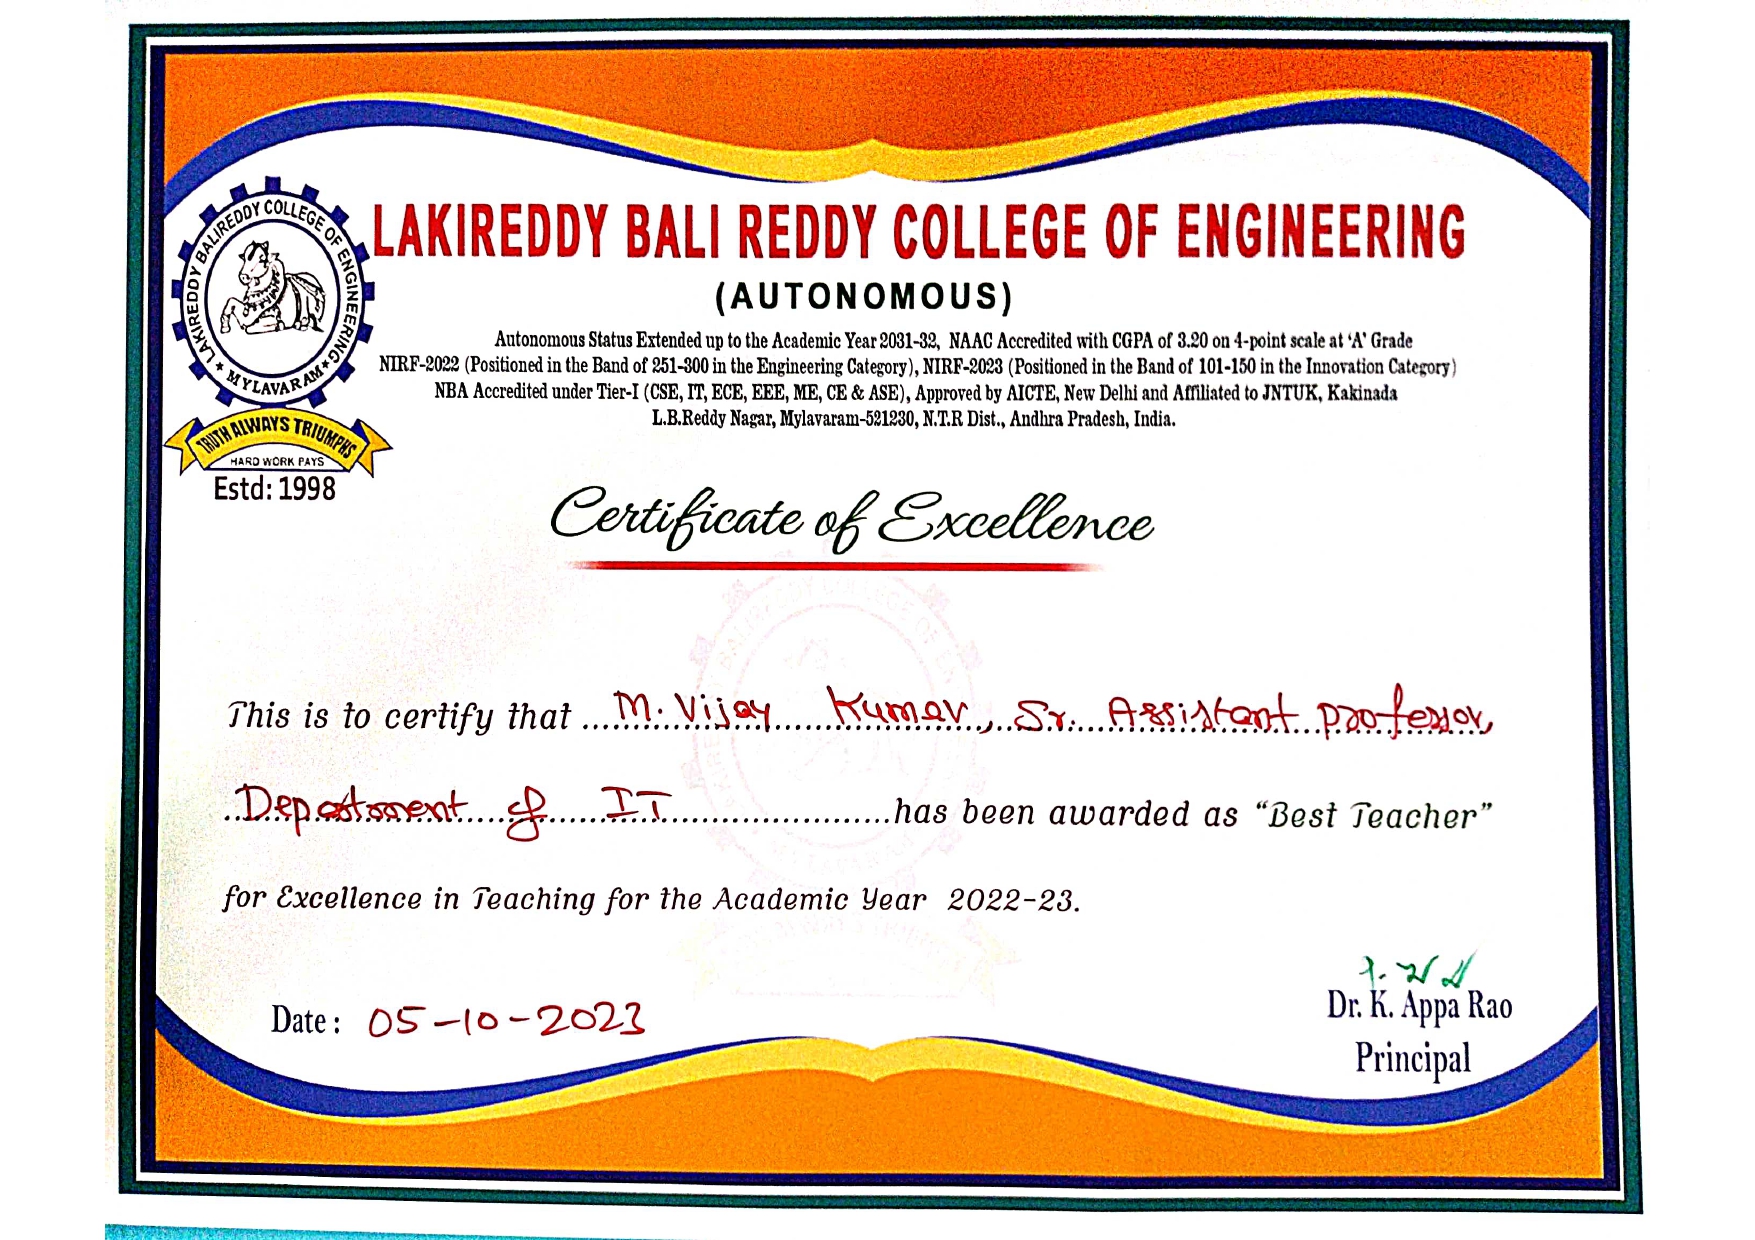 LAKIREDDY BALIREDDY COLLEGE OF ENGINEERING
* MYLAVARAM *
TRUTH ALWAYS TRIUMPHS
HARD WORK PAYS
Estd: 1998
LAKIREDDY BALI REDDY COLLEGE OF ENGINEERING
(AUTONOMOUS)
Autonomous Status Extended up to the Academic Year 2031-32, NAAC Accredited with CGPA of 3.20 on 4-point scale at ‘A’ Grade
NIRF-2022 (Positioned in the Band of 251-300 in the Engineering Category), NIRF-2023 (Positioned in the Band of 101-150 in the Innovation Category)
NBA Accredited under Tier-I (CSE, IT, ECE, EEE, ME, CE & ASE), Approved by AICTE, New Delhi and Affiliated to JNTUK, Kakinada
L.B.Reddy Nagar, Mylavaram-521230, N.T.R Dist., Andhra Pradesh, India.
Certificate of Excellence
This is to certify that M. Vijay Kumar, Sr. Assistant professor,
Department of IT has been awarded as “Best Teacher”
for Excellence in Teaching for the Academic Year 2022-23.
Date: 05-10-2023
Dr. K. Appa Rao
Principal